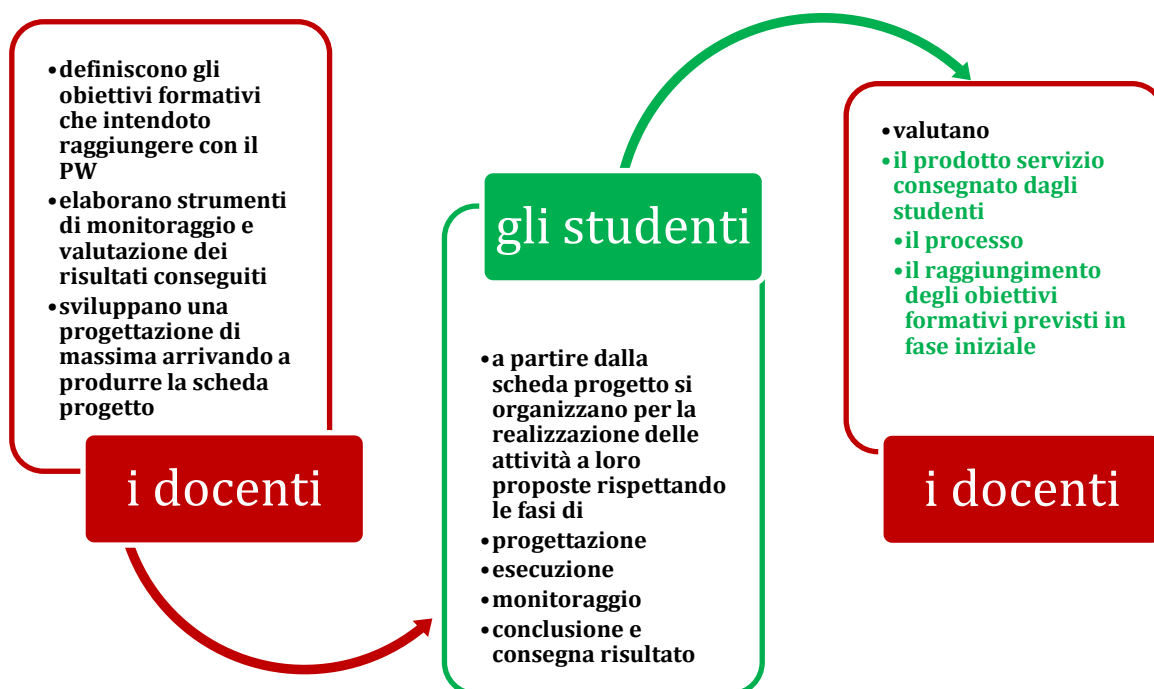 •definiscono gli
obiettivi formativi
che intendoto
raggiungere con il
PW
•elaborano strumenti
di monitoraggio e
valutazione dei
risultati conseguiti
•sviluppano una
progettazione di
massima arrivando a
produrre la scheda
progetto
i docenti
gli studenti
•a partire dalla
scheda progetto si
organizzano per la
realizzazione delle
attività a loro
proposte rispettando
le fasi di
•progettazione
•esecuzione
•monitoraggio
•conclusione e
consegna risultato
•valutano
•il prodotto servizio
consegnato dagli
studenti
•il processo
•il raggiungimento
degli obiettivi
formativi previsti in
fase iniziale
i docenti